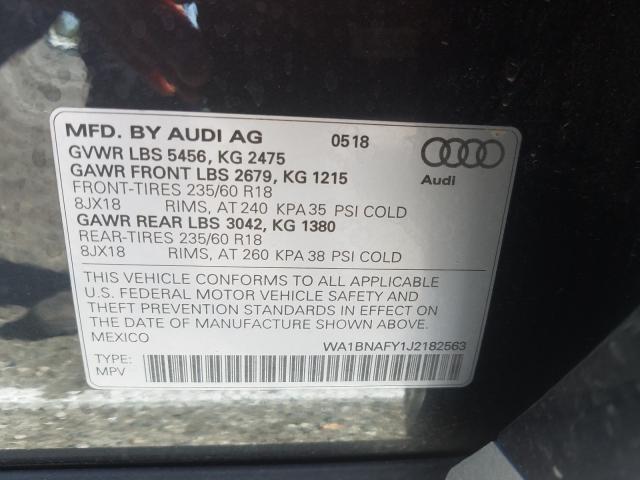 MFD. BY AUDI AG 0518
GVWR LBS 5456, KG 2475
GAWR FRONT LBS 2679, KG 1215
FRONT-TIRES 235/60 R18
8JX18 RIMS, AT 240 KPA 35 PSI COLD
GAWR REAR LBS 3042, KG 1380
REAR-TIRES 235/60 R18
8JX18 RIMS, AT 260 KPA 38 PSI COLD
Audi
THIS VEHICLE CONFORMS TO ALL APPLICABLE
U.S. FEDERAL MOTOR VEHICLE SAFETY AND
THEFT PREVENTION STANDARDS IN EFFECT ON
THE DATE OF MANUFACTURE SHOWN ABOVE.
MEXICO
WA1BNAFY1J2182563
TYPE:
MPV